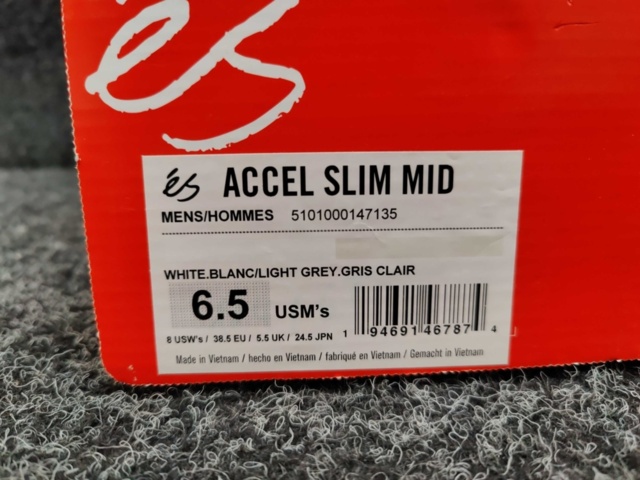 és
és ACCEL SLIM MID
MENS/HOMMES 5101000147135
WHITE.BLANC/LIGHT GREY.GRIS CLAIR
6.5 USM's
8 USW's / 38.5 EU / 5.5 UK / 24.5 JPN
1 94691 46787 4
Made in Vietnam / hecho en Vietnam / fabriqué en Vietnam / Gemacht in Vietnam